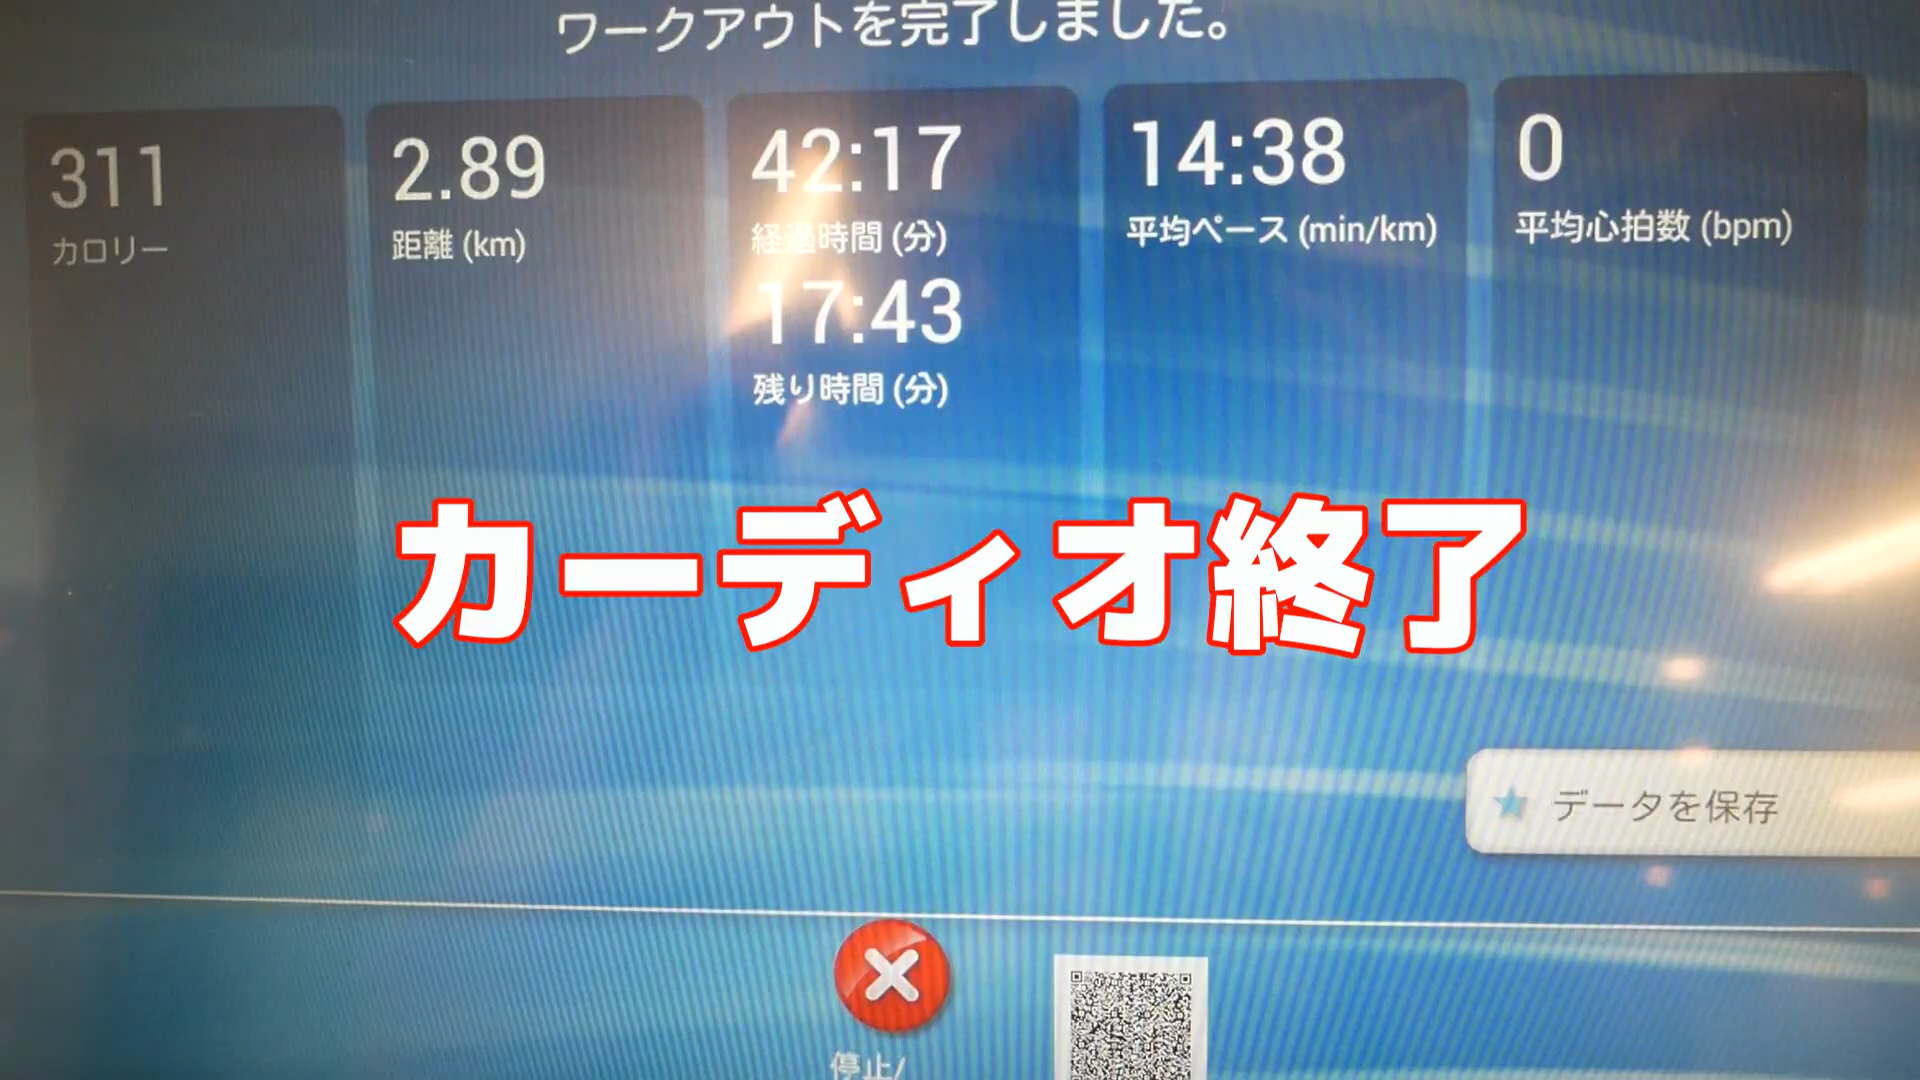 ワークアウトを完了しました。
311
カロリー
2.89
距離 (km)
42:17
経過時間 (分)
17:43
残り時間 (分)
14:38
平均ペース (min/km)
0
平均心拍数 (bpm)
カーディオ終了
データを保存
停止/